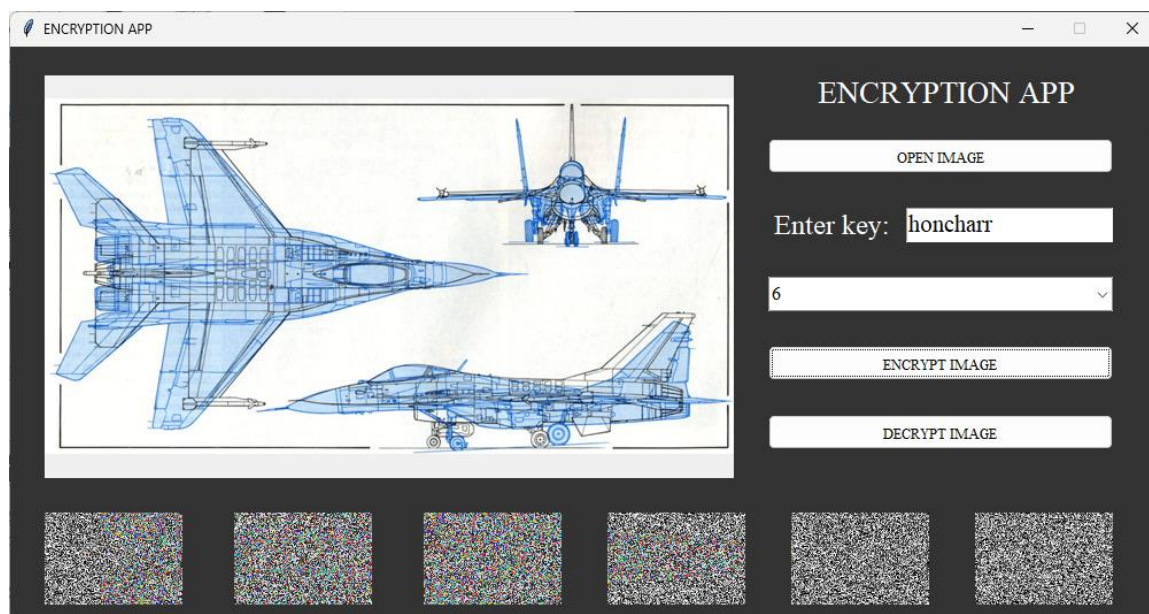 ENCRYPTION APP
ENCRYPTION APP
OPEN IMAGE
Enter key: honcharr
6
ENCRYPT IMAGE
DECRYPT IMAGE